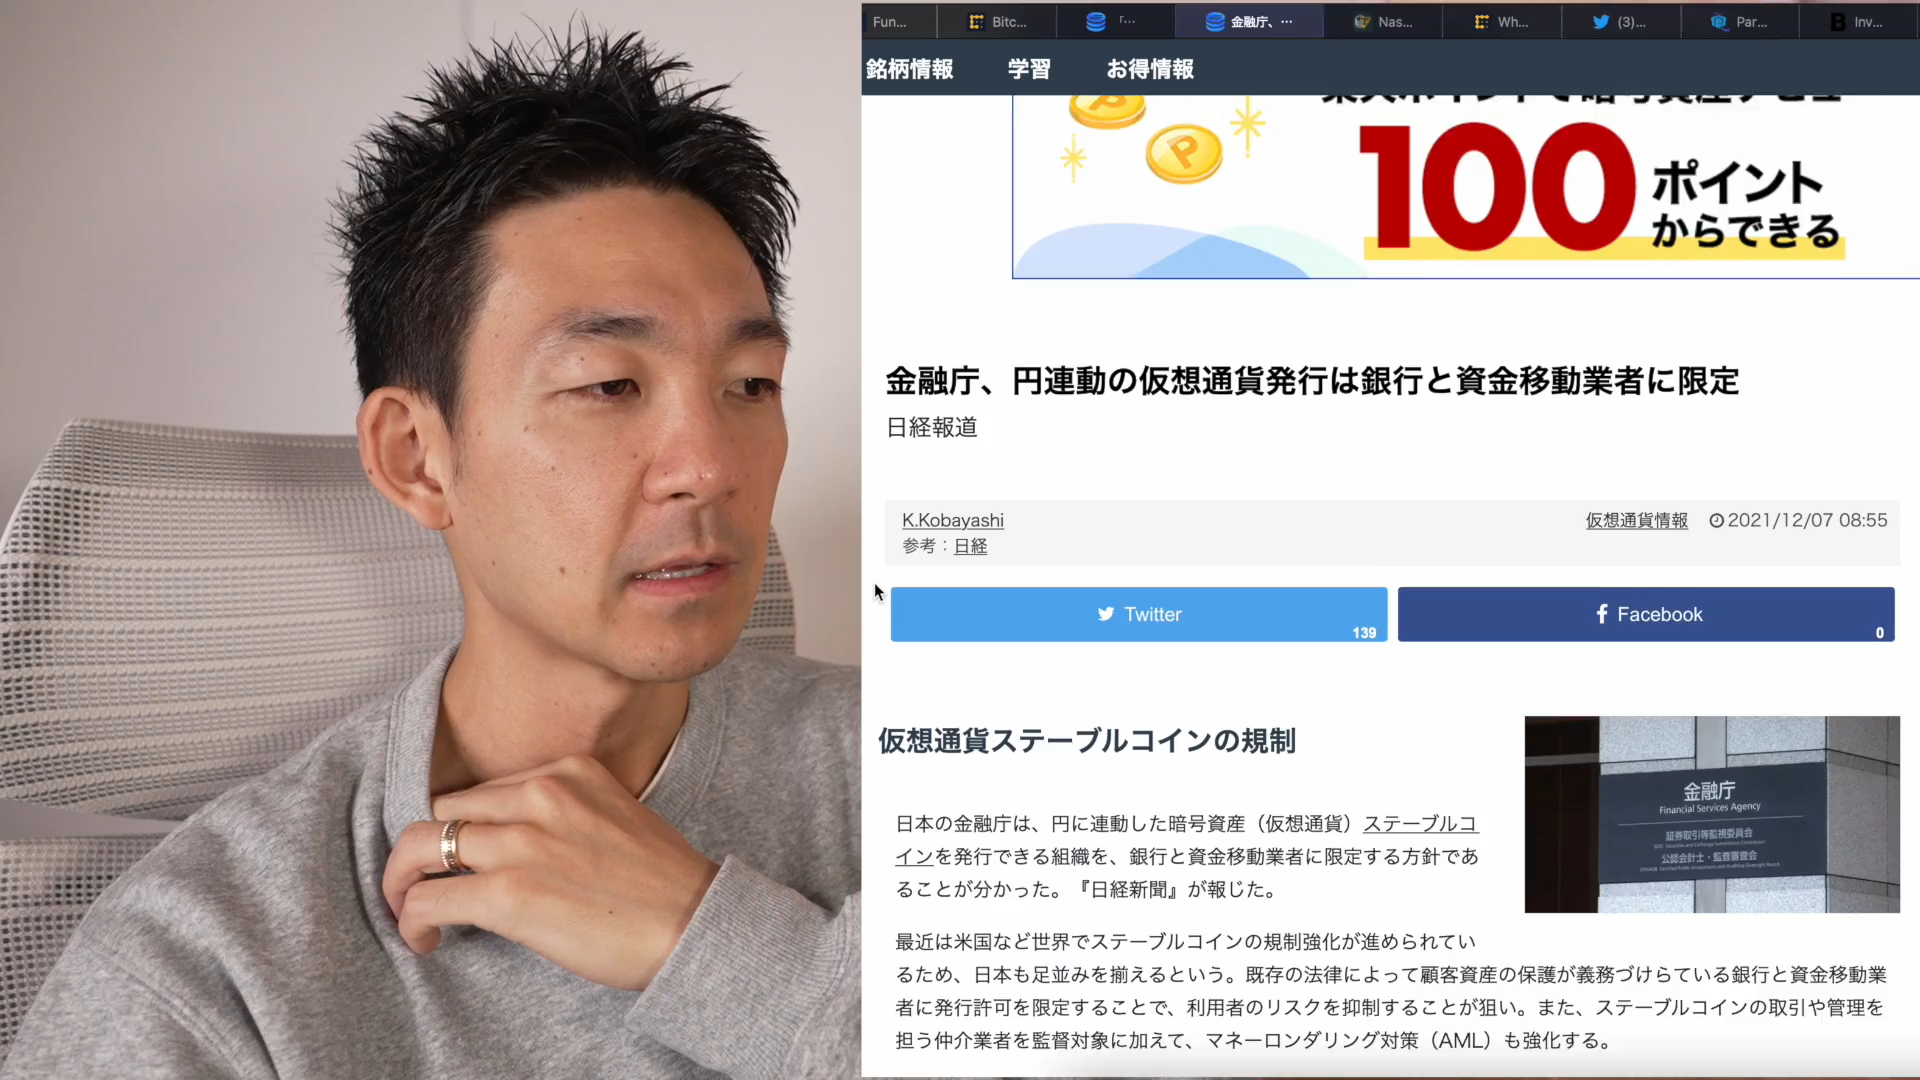 Fun...
Bitc...
「...
金融庁、...
Nas...
Wh...
(3)...
Par...
Inv...
銘柄情報 学習 お得情報
100 ポイント
からできる
金融庁、円連動の仮想通貨発行は銀行と資金移動業者に限定
日経報道
K.Kobayashi
参考：日経
仮想通貨情報 2021/12/07 08:55
Twitter
139
Facebook
0
仮想通貨ステーブルコインの規制
金融庁
Financial Services Agency
証券取引等監視委員会
公認会計士・監査審査会
日本の金融庁は、円に連動した暗号資産（仮想通貨）ステーブルコ
インを発行できる組織を、銀行と資金移動業者に限定する方針であ
ることが分かった。『日経新聞』が報じた。
最近は米国など世界でステーブルコインの規制強化が進められてい
るため、日本も足並みを揃えるという。既存の法律によって顧客資産の保護が義務づけらている銀行と資金移動業
者に発行許可を限定することで、利用者のリスクを抑制することが狙い。また、ステーブルコインの取引や管理を
担う仲介業者を監督対象に加えて、マネーロンダリング対策（AML）も強化する。